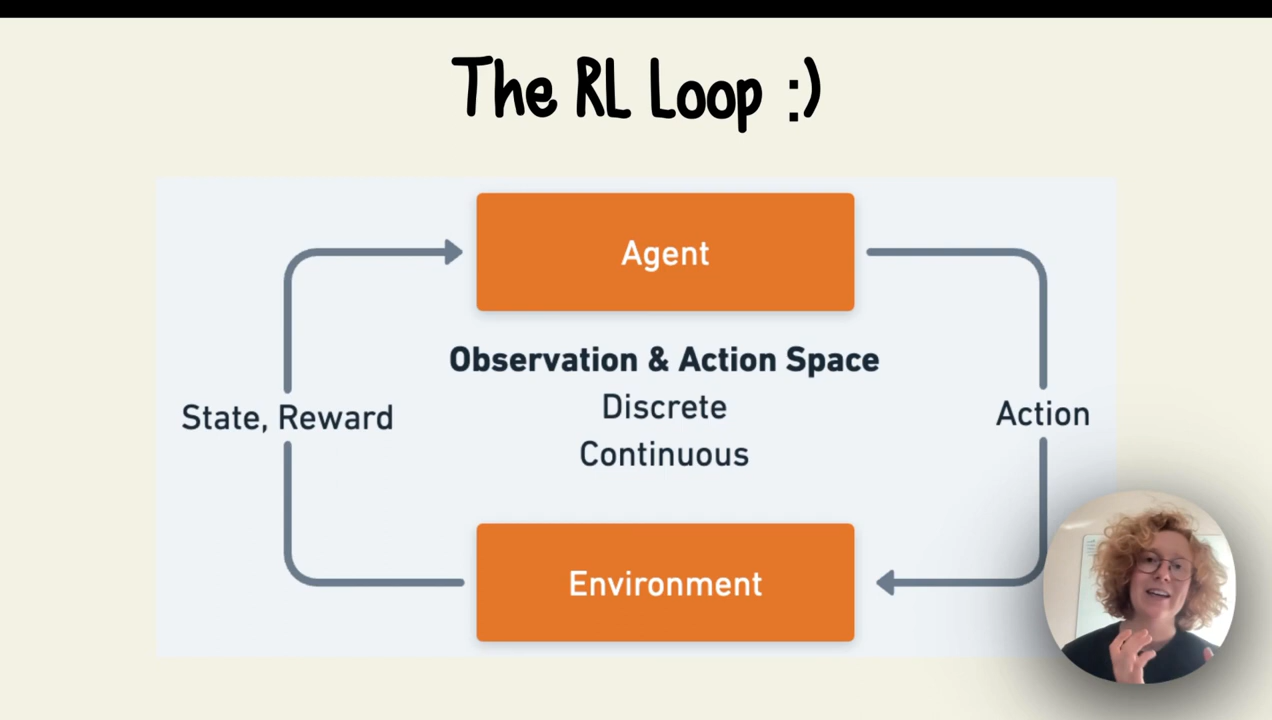 The RL Loop :)
Agent
Observation & Action Space
Discrete
Continuous
State, Reward
Action
Environment